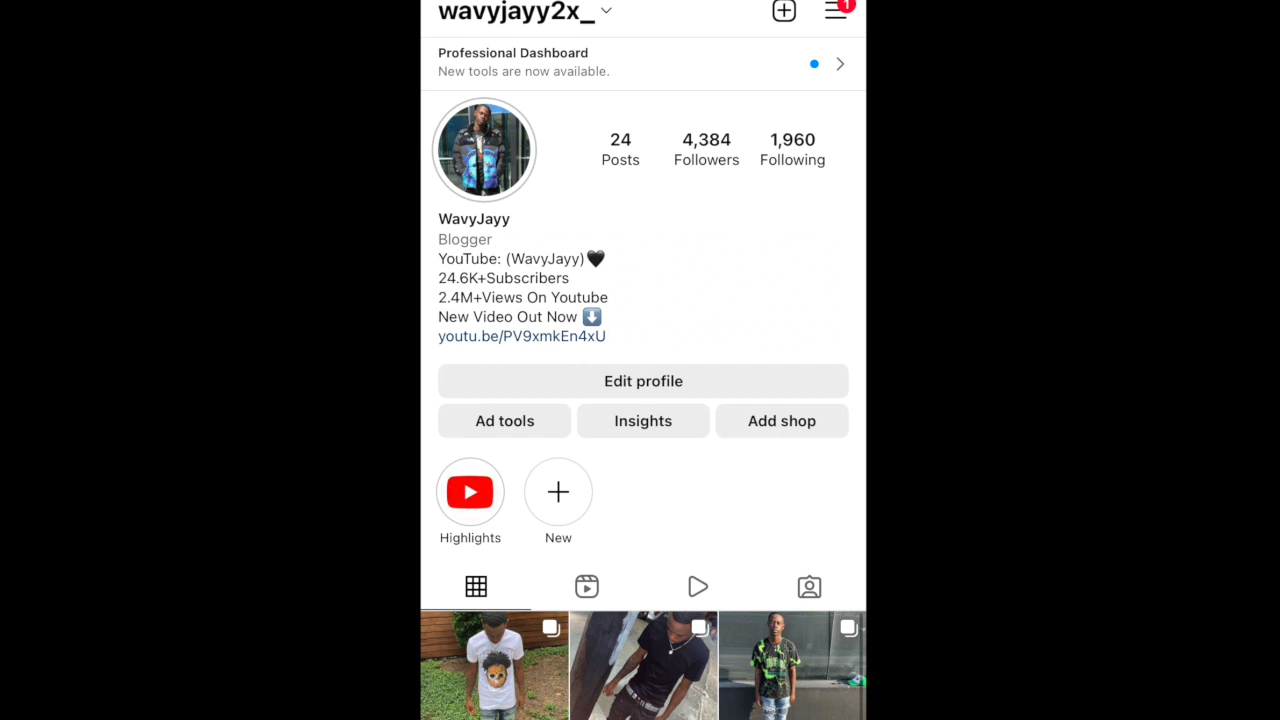 wavyjayy2x_
1
Professional Dashboard
New tools are now available.
24 4,384 1,960
Posts Followers Following
WavyJayy
Blogger
YouTube: (WavyJayy)🖤
24.6K+Subscribers
2.4M+Views On Youtube
New Video Out Now ⬇️
youtu.be/PV9xmkEn4xU
Edit profile
Ad tools Insights Add shop
Highlights New